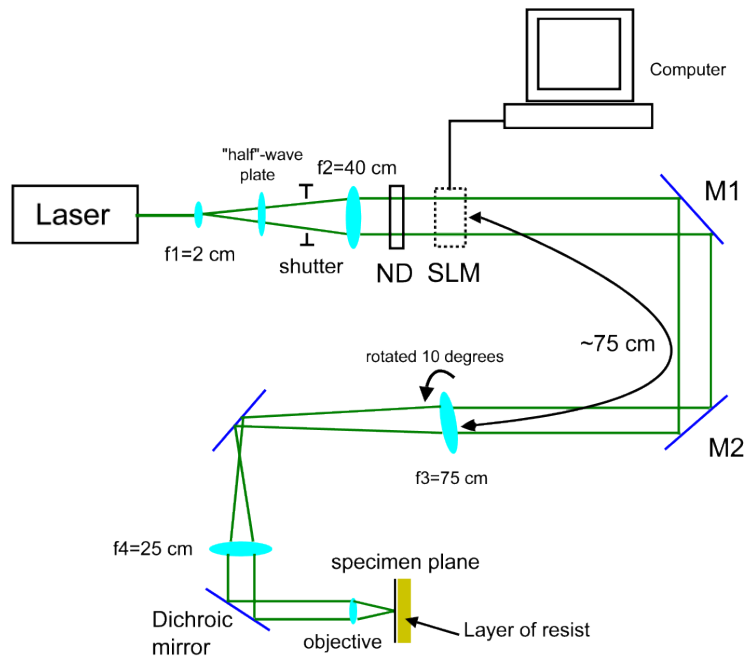 Computer
"half"-wave
plate
f2=40 cm
M1
Laser
f1=2 cm
shutter
ND
SLM
~75 cm
rotated 10 degrees
M2
f3=75 cm
f4=25 cm
specimen plane
Dichroic
mirror
objective
Layer of resist